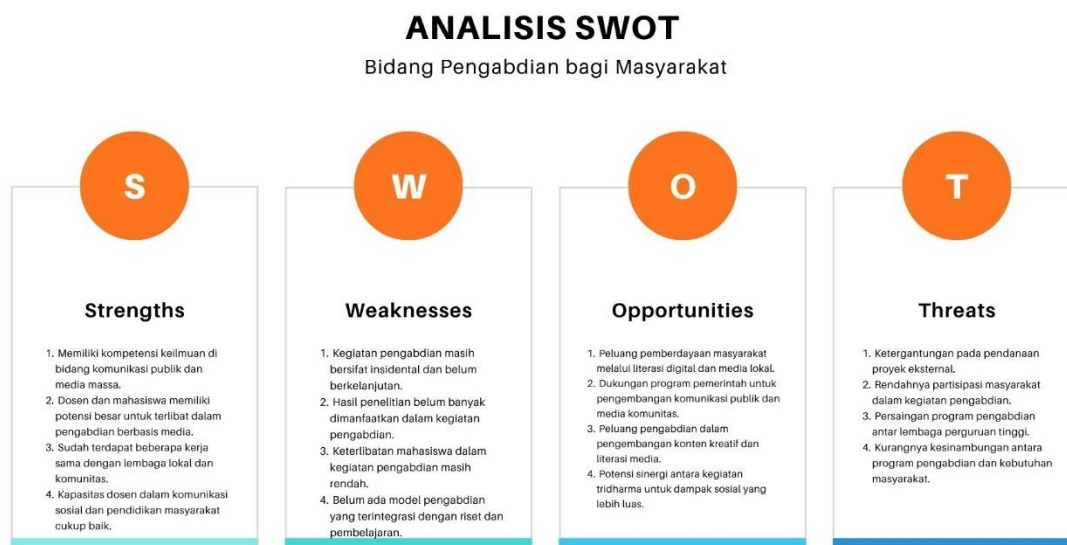 ANALISIS SWOT
Bidang Pengabdian bagi Masyarakat
S
Strengths
1. Memiliki kompetensi keilmuan di
bidang komunikasi publik dan
media massa.
2. Dosen dan mahasiswa memiliki
potensi besar untuk terlibat dalam
pengabdian berbasis media.
3. Sudah terdapat beberapa kerja
sama dengan lembaga lokal dan
komunitas.
4. Kapasitas dosen dalam komunikasi
sosial dan pendidikan masyarakat
cukup baik.
W
Weaknesses
1. Kegiatan pengabdian masih
bersifat insidental dan belum
berkelanjutan.
2. Hasil penelitian belum banyak
dimanfaatkan dalam kegiatan
pengabdian.
3. Keterlibatan mahasiswa dalam
kegiatan pengabdian masih
rendah.
4. Belum ada model pengabdian
yang terintegrasi dengan riset dan
pembelajaran.
O
Opportunities
1. Peluang pemberdayaan masyarakat
melalui literasi digital dan media lokal.
2. Dukungan program pemerintah untuk
pengembangan komunikasi publik dan
media komunitas.
3. Peluang pengabdian dalam
pengembangan konten kreatif dan
literasi media.
4. Potensi sinergi antara kegiatan
tridharma untuk dampak sosial yang
lebih luas.
T
Threats
1. Ketergantungan pada pendanaan
proyek eksternal.
2. Rendahnya partisipasi masyarakat
dalam kegiatan pengabdian.
3. Persaingan program pengabdian
antar lembaga perguruan tinggi.
4. Kurangnya kesinambungan antara
program pengabdian dan kebutuhan
masyarakat.